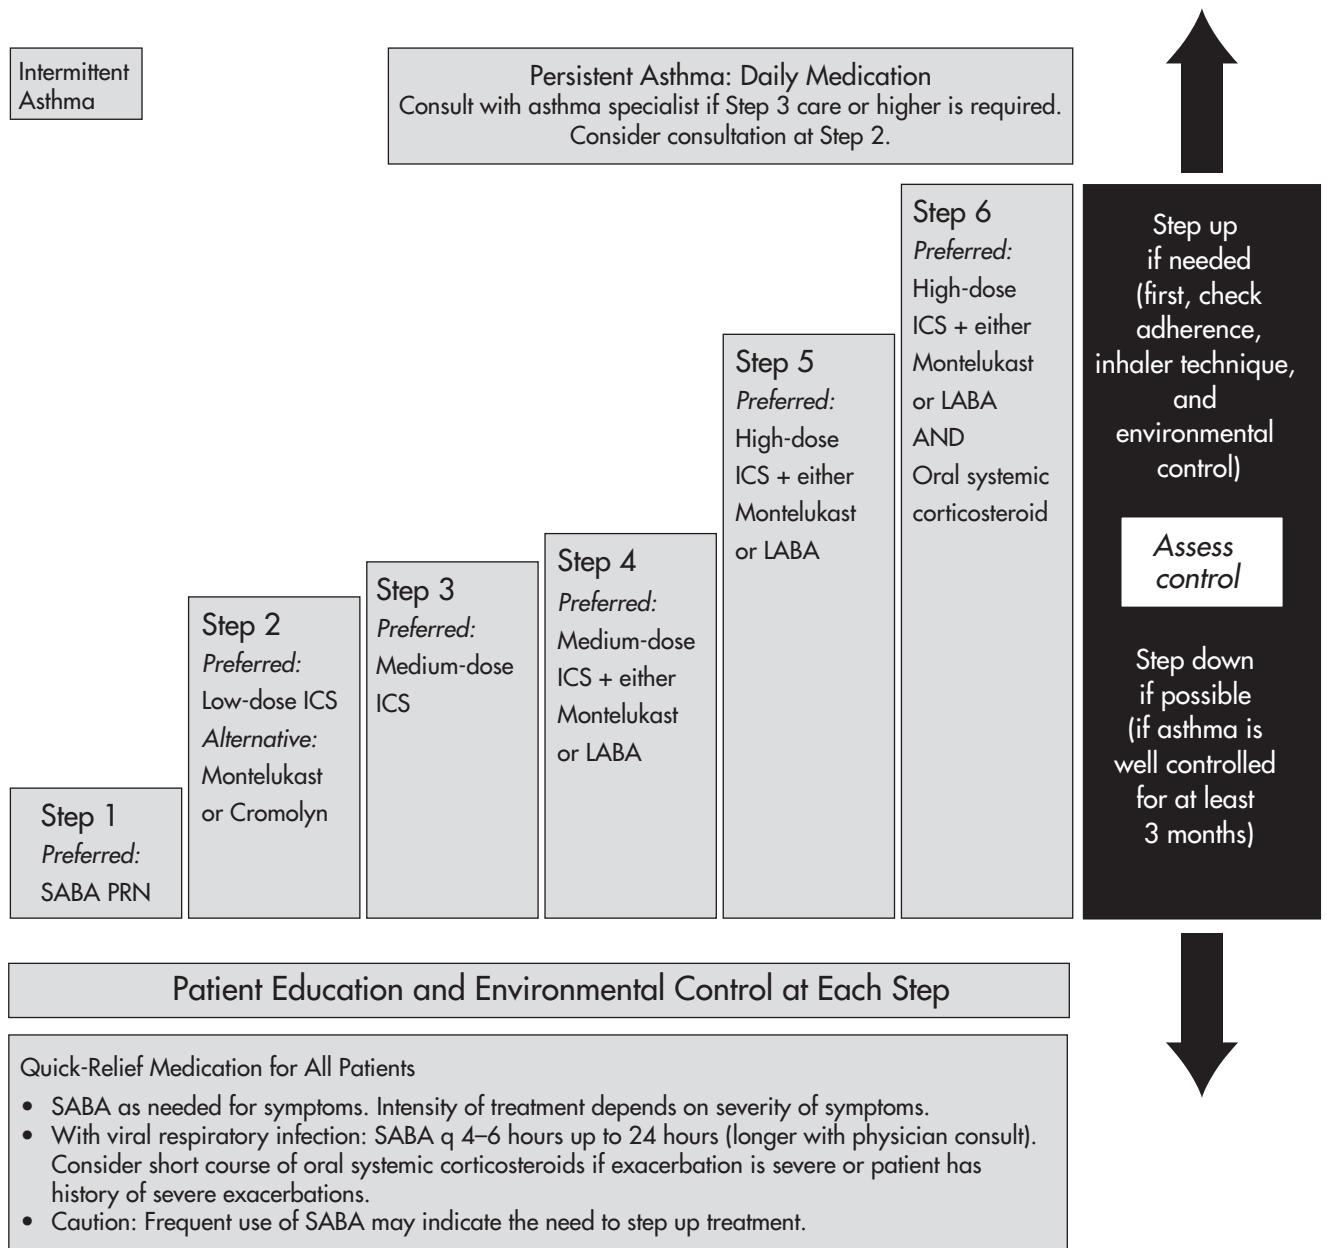 Intermittent
Asthma
Persistent Asthma: Daily Medication
Consult with asthma specialist if Step 3 care or higher is required.
Consider consultation at Step 2.
Step 1
Preferred:
SABA PRN
Step 2
Preferred:
Low-dose ICS
Alternative:
Montelukast
or Cromolyn
Step 3
Preferred:
Medium-dose
ICS
Step 4
Preferred:
Medium-dose
ICS + either
Montelukast
or LABA
Step 5
Preferred:
High-dose
ICS + either
Montelukast
or LABA
Step 6
Preferred:
High-dose
ICS + either
Montelukast
or LABA
AND
Oral systemic
corticosteroid
Step up
if needed
(first, check
adherence,
inhaler technique,
and
environmental
control)
Assess
control
Step down
if possible
(if asthma is
well controlled
for at least
3 months)
Patient Education and Environmental Control at Each Step
Quick-Relief Medication for All Patients
• SABA as needed for symptoms. Intensity of treatment depends on severity of symptoms.
• With viral respiratory infection: SABA q 4–6 hours up to 24 hours (longer with physician consult).
Consider short course of oral systemic corticosteroids if exacerbation is severe or patient has
history of severe exacerbations.
• Caution: Frequent use of SABA may indicate the need to step up treatment.